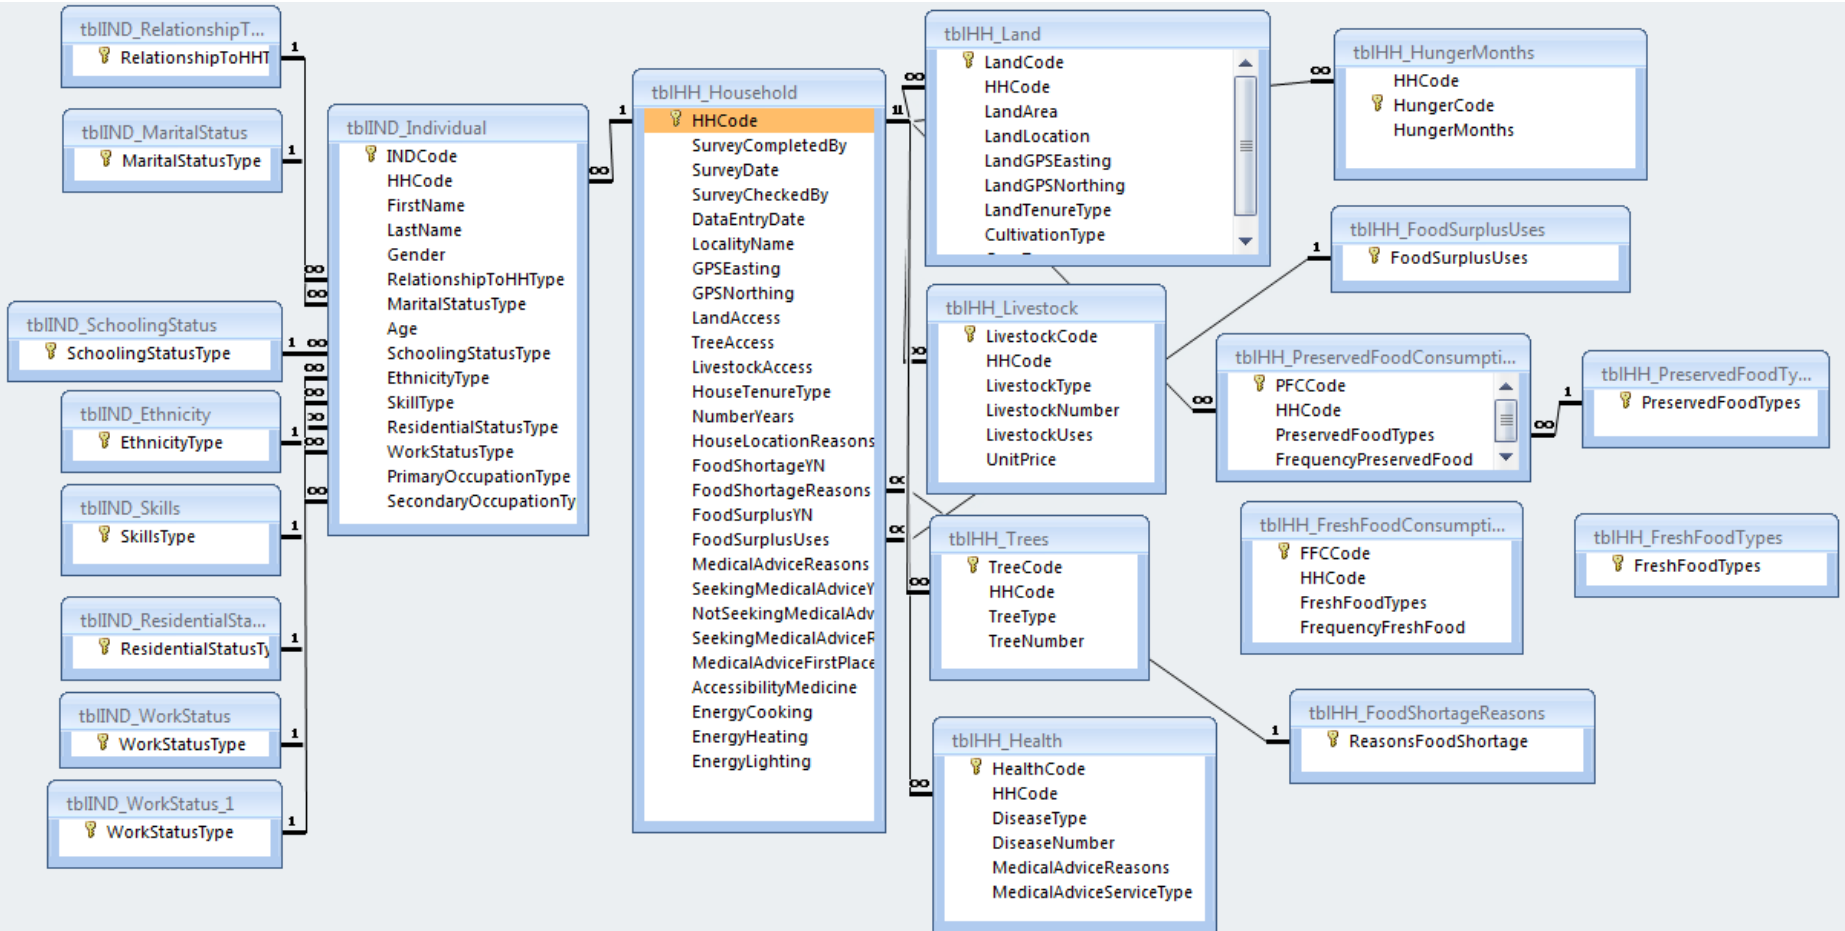 tblIND_RelationshipT...
RelationshipToHHT
tblIND_MaritalStatus
MaritalStatusType
tblIND_SchoolingStatus
SchoolingStatusType
tblIND_Ethnicity
EthnicityType
tblIND_Skills
SkillsType
tblIND_ResidentialSta...
ResidentialStatusTy
tblIND_WorkStatus
WorkStatusType
tblIND_WorkStatus_1
WorkStatusType
tblIND_Individual
INDCode
HHCode
FirstName
LastName
Gender
RelationshipToHHType
MaritalStatusType
Age
SchoolingStatusType
EthnicityType
SkillType
ResidentialStatusType
WorkStatusType
PrimaryOccupationType
SecondaryOccupationTy
tblHH_Household
HHCode
SurveyCompletedBy
SurveyDate
SurveyCheckedBy
DataEntryDate
LocalityName
GPSEasting
GPSNorthing
LandAccess
TreeAccess
LivestockAccess
HouseTenureType
NumberYears
HouseLocationReasons
FoodShortageYN
FoodShortageReasons
FoodSurplusYN
FoodSurplusUses
MedicalAdviceReasons
SeekingMedicalAdviceY
NotSeekingMedicalAdv
SeekingMedicalAdviceR
MedicalAdviceFirstPlace
AccessibilityMedicine
EnergyCooking
EnergyHeating
EnergyLighting
tblHH_Land
LandCode
HHCode
LandArea
LandLocation
LandGPSEasting
LandGPSNorthing
LandTenureType
CultivationType
tblHH_Livestock
LivestockCode
HHCode
LivestockType
LivestockNumber
LivestockUses
UnitPrice
tblHH_Trees
TreeCode
HHCode
TreeType
TreeNumber
tblHH_Health
HealthCode
HHCode
DiseaseType
DiseaseNumber
MedicalAdviceReasons
MedicalAdviceServiceType
tblHH_HungerMonths
HHCode
HungerCode
HungerMonths
tblHH_FoodSurplusUses
FoodSurplusUses
tblHH_PreservedFoodConsumpti...
PFCCode
HHCode
PreservedFoodTypes
FrequencyPreservedFood
tblHH_PreservedFoodTy...
PreservedFoodTypes
tblHH_FreshFoodConsumpti...
FFCCode
HHCode
FreshFoodTypes
FrequencyFreshFood
tblHH_FreshFoodTypes
FreshFoodTypes
tblHH_FoodShortageReasons
ReasonsFoodShortage